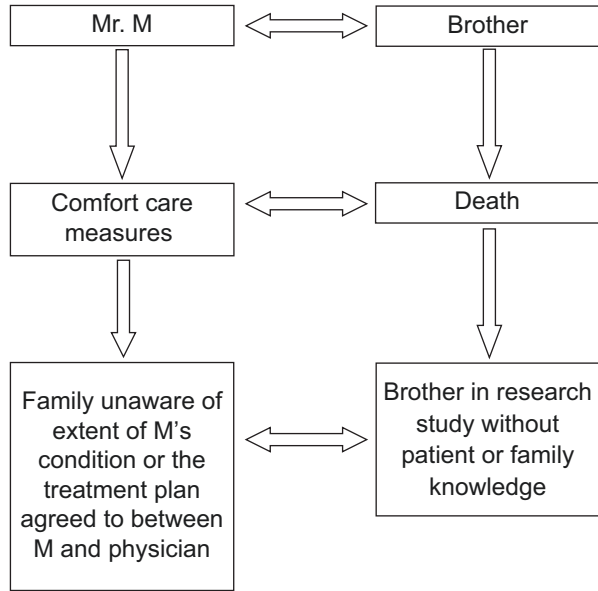 Mr. M
Brother
Comfort care
measures
Death
Family unaware of
extent of M’s
condition or the
treatment plan
agreed to between
M and physician
Brother in research
study without
patient or family
knowledge